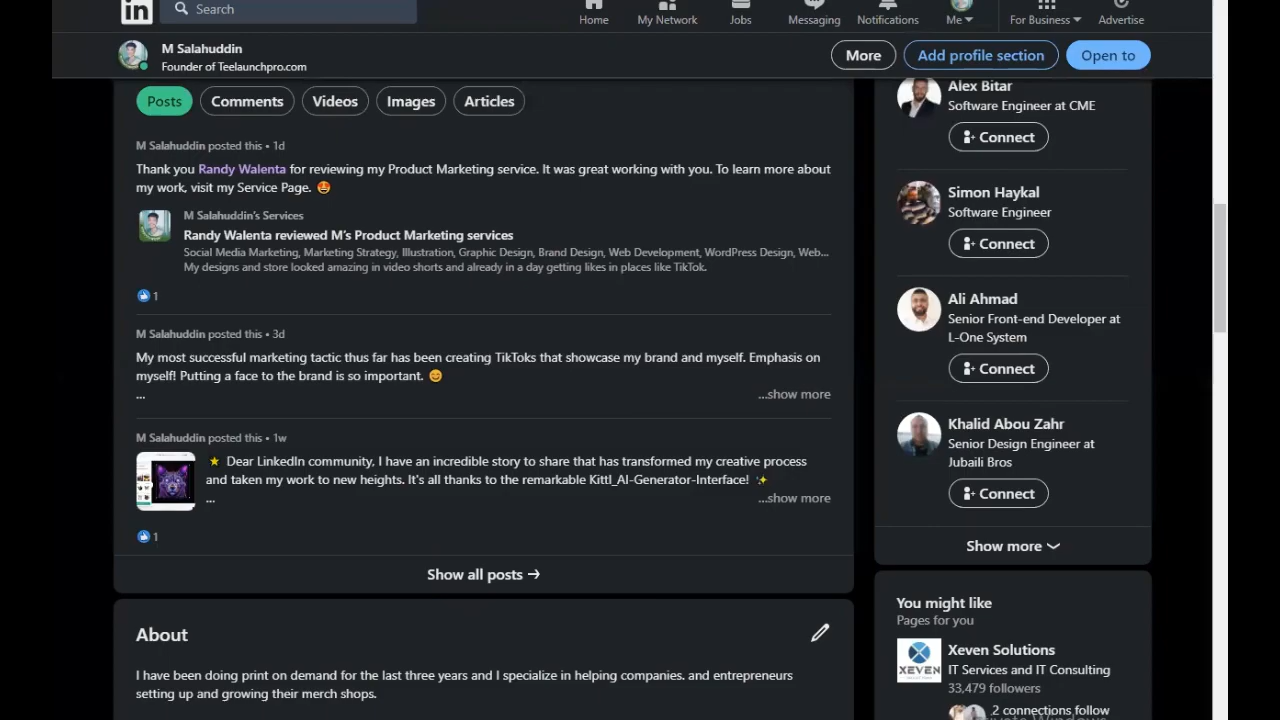 in
Search
Home
My Network
Jobs
Messaging
Notifications
Me
For Business
Advertise
M Salahuddin
Founder of Teelaunchpro.com
More
Add profile section
Open to
Posts
Comments
Videos
Images
Articles
M Salahuddin posted this • 1d
Thank you Randy Walenta for reviewing my Product Marketing service. It was great working with you. To learn more about
my work, visit my Service Page. 🤩
M Salahuddin's Services
Randy Walenta reviewed M's Product Marketing services
Social Media Marketing, Marketing Strategy, Illustration, Graphic Design, Brand Design, Web Development, WordPress Design, Web...
My designs and store looked amazing in video shorts and already in a day getting likes in places like TikTok.
1
M Salahuddin posted this • 3d
My most successful marketing tactic thus far has been creating TikToks that showcase my brand and myself. Emphasis on
myself! Putting a face to the brand is so important. 😊
...
...show more
M Salahuddin posted this • 1w
⭐ Dear LinkedIn community, I have an incredible story to share that has transformed my creative process
and taken my work to new heights. It's all thanks to the remarkable Kittl_AI-Generator-Interface! ✨
...
...show more
1
Show all posts →
About
I have been doing print on demand for the last three years and I specialize in helping companies. and entrepreneurs
setting up and growing their merch shops.
Alex Bitar
Software Engineer at CME
Connect
Simon Haykal
Software Engineer
Connect
Ali Ahmad
Senior Front-end Developer at
L-One System
Connect
Khalid Abou Zahr
Senior Design Engineer at
Jubaili Bros
Connect
Show more
You might like
Pages for you
XEVEN
Xeven Solutions
IT Services and IT Consulting
33,479 followers
2 connections follow